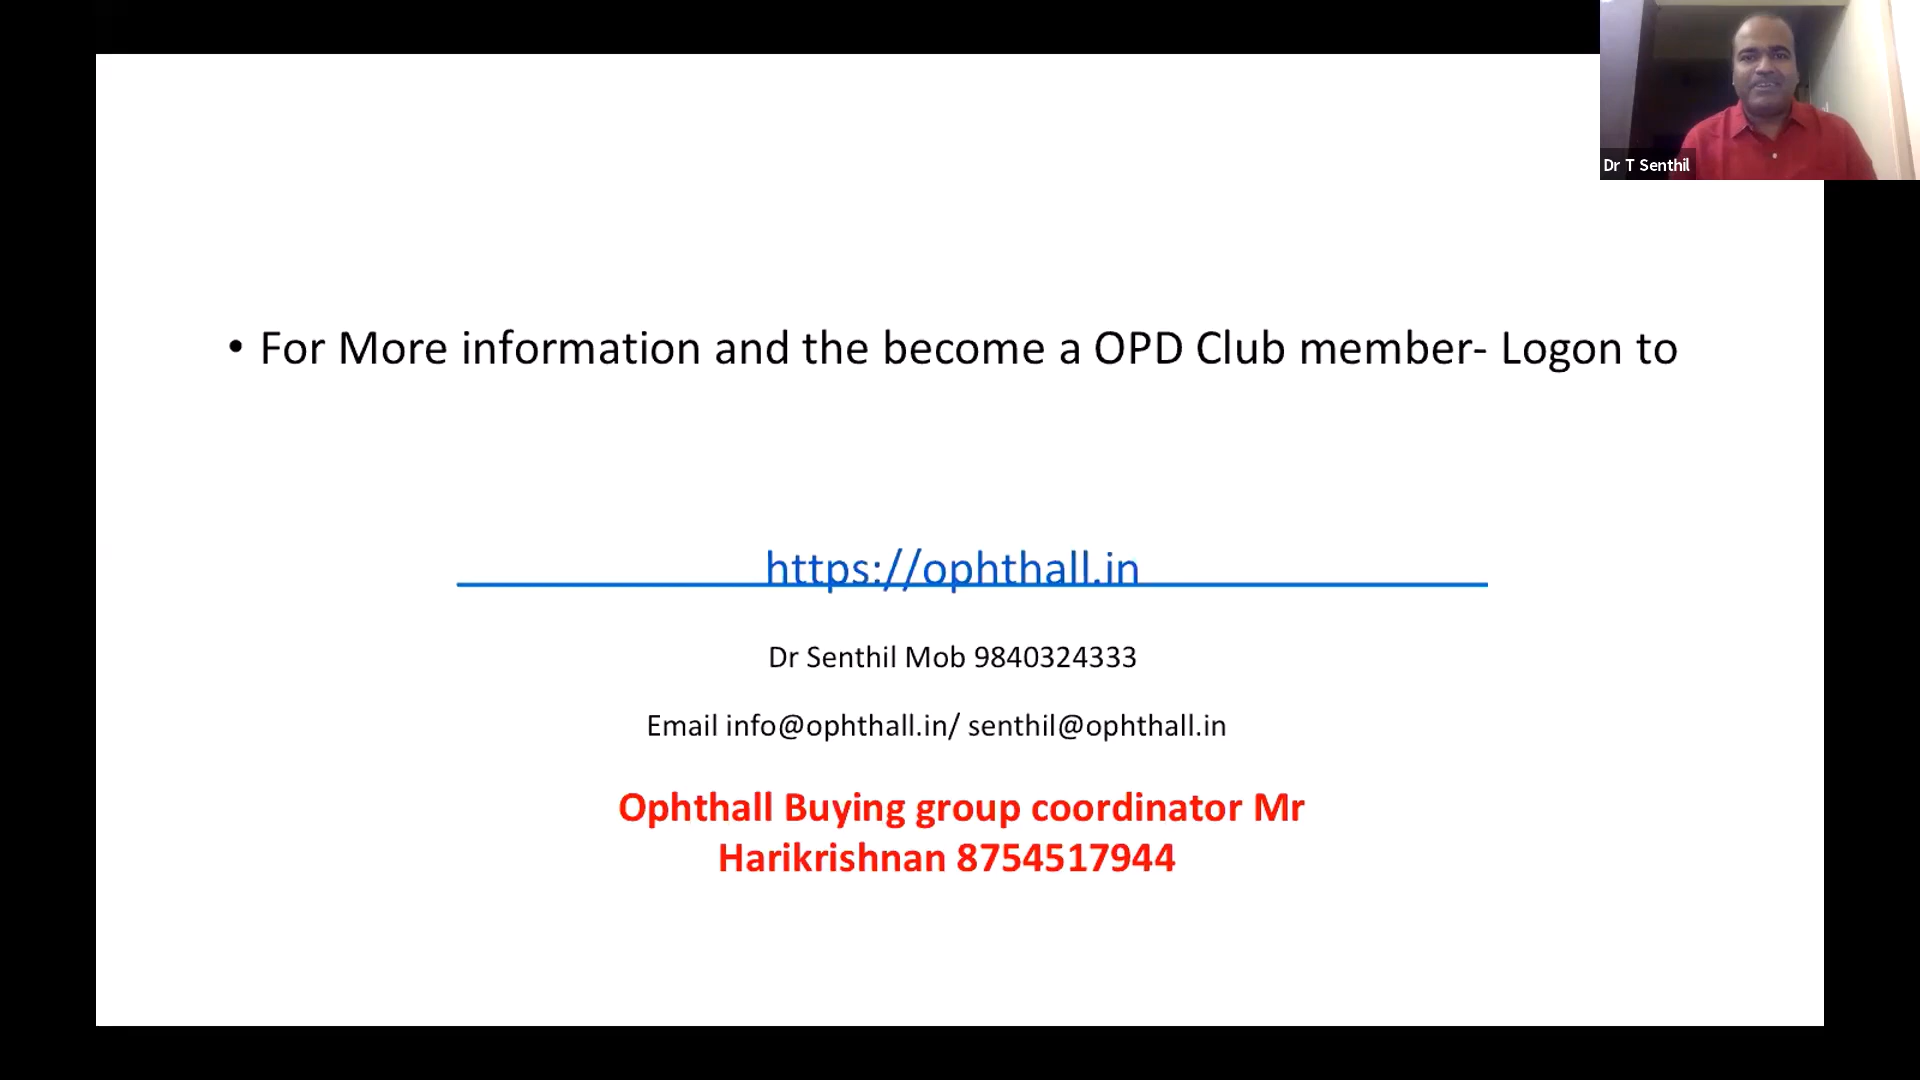 Dr T Senthil
• For More information and the become a OPD Club member- Logon to
https://ophthall.in
Dr Senthil Mob 9840324333
Email info@ophthall.in/ senthil@ophthall.in
Ophthall Buying group coordinator Mr
Harikrishnan 8754517944